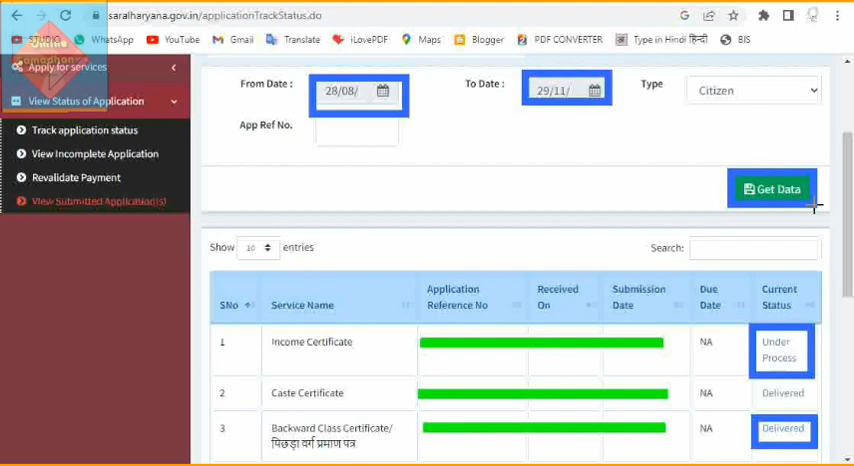 saralharyana.gov.in/applicationTrackStatus.do
STUDIO WhatsApp YouTube Gmail Translate iLovePDF Maps Blogger PDF CONVERTER Type in Hindi हिन्दी BIS
Online
Apply for services
View Status of Application
Track application status
View Incomplete Application
Revalidate Payment
View Submitted Application(s)
From Date : 28/08/ To Date : 29/11/ Type Citizen
App Ref No.
Get Data
Show 10 entries Search:
SNo Service Name Application Reference No Received On Submission Date Due Date Current Status
1 Income Certificate NA Under Process
2 Caste Certificate NA Delivered
3 Backward Class Certificate/ NA Delivered
पिछड़ा वर्ग प्रमाण पत्र